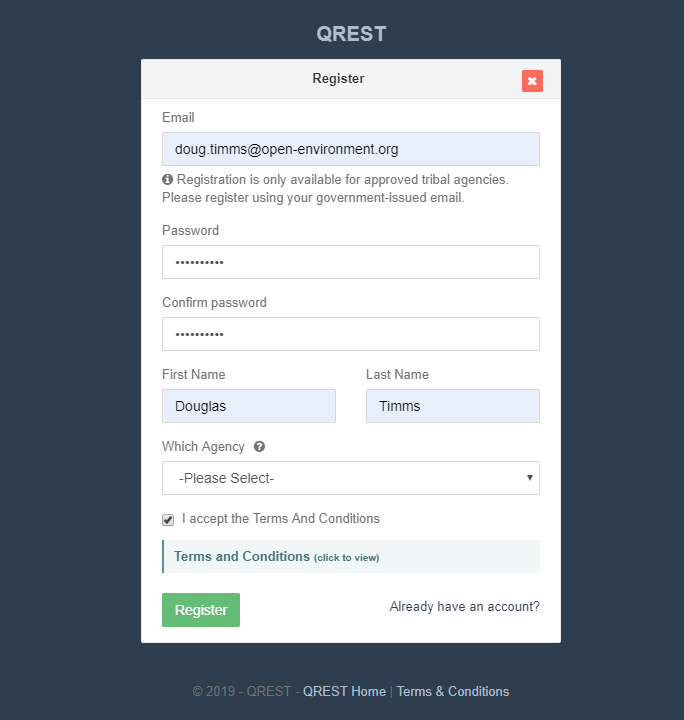 QREST
Register
Email
doug.timms@open-environment.org
Registration is only available for approved tribal agencies.
Please register using your government-issued email.
Password
••••••••••
Confirm password
••••••••••
First Name Last Name
Douglas Timms
Which Agency
-Please Select-
I accept the Terms And Conditions
Terms and Conditions (click to view)
Register Already have an account?
© 2019 - QREST - QREST Home | Terms & Conditions